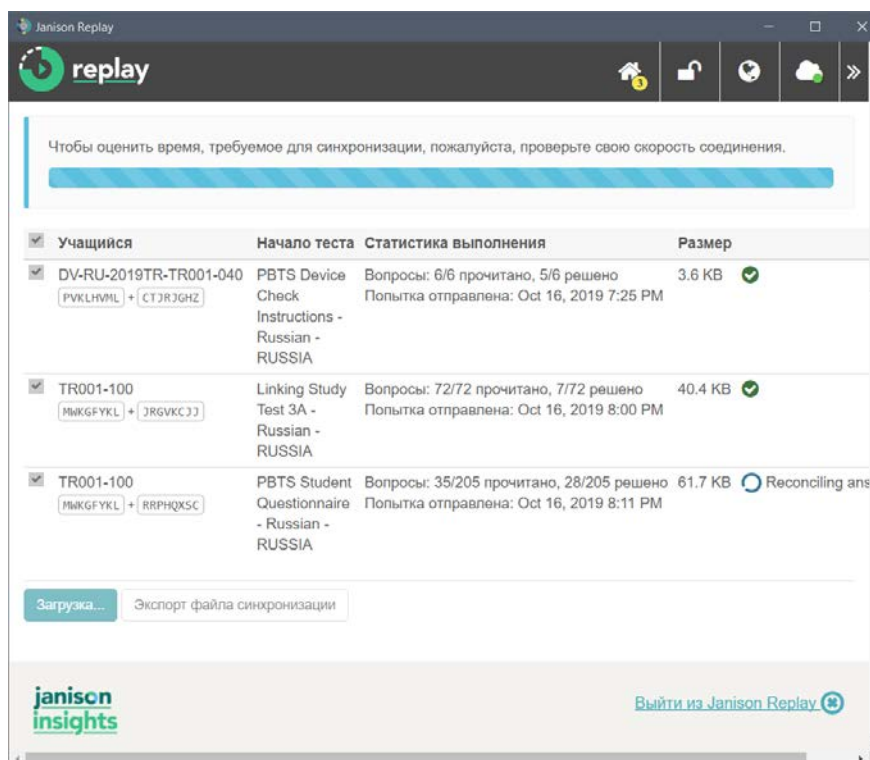 Janison Replay
replay
3
Чтобы оценить время, требуемое для синхронизации, пожалуйста, проверьте свою скорость соединения.
Учащийся Начало теста Статистика выполнения Размер
DV-RU-2019TR-TR001-040 PBTS Device Вопросы: 6/6 прочитано, 5/6 решено 3.6 KB
PVKLHVML + CTJRJGHZ Check Попытка отправлена: Oct 16, 2019 7:25 PM
Instructions -
Russian -
RUSSIA
TR001-100 Linking Study Вопросы: 72/72 прочитано, 7/72 решено 40.4 KB
MWKGFYKL + JRGVKCJJ Test 3A - Попытка отправлена: Oct 16, 2019 8:00 PM
Russian -
RUSSIA
TR001-100 PBTS Student Вопросы: 35/205 прочитано, 28/205 решено 61.7 KB Reconciling ans
MWKGFYKL + RRPHQXSC Questionnaire Попытка отправлена: Oct 16, 2019 8:11 PM
- Russian -
RUSSIA
Загрузка... Экспорт файла синхронизации
janison
insights
Выйти из Janison Replay